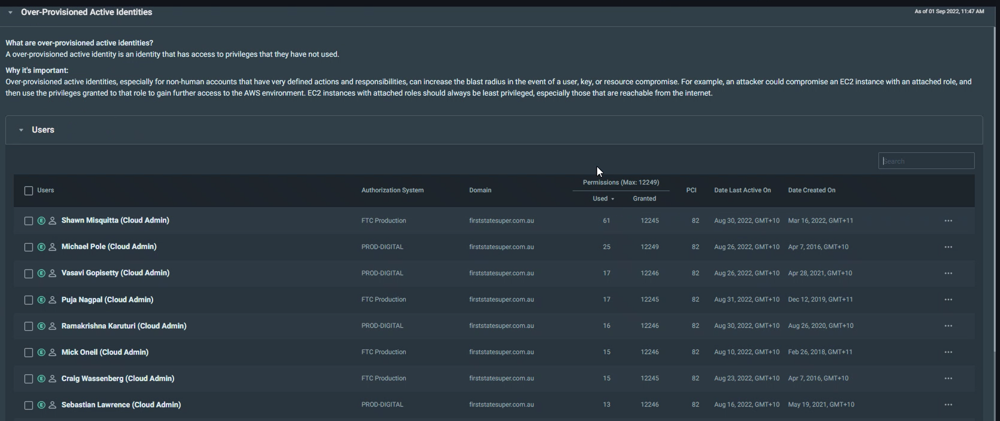 Over-Provisioned Active Identities
As of 01 Sep 2022, 11:47 AM
What are over-provisioned active identities?
A over-provisioned active identity is an identity that has access to privileges that they have not used.
Why it's important:
Over-provisioned active identities, especially for non-human accounts that have very defined actions and responsibilities, can increase the blast radius in the event of a user, key, or resource compromise. For example, an attacker could compromise an EC2 instance with an attached role, and
then use the privileges granted to that role to gain further access to the AWS environment. EC2 instances with attached roles should always be least privileged, especially those that are reachable from the internet.
Users
Search
Users Authorization System Domain Permissions (Max: 12249) PCI Date Last Active On Date Created On
Used Granted
E Shawn Misquitta (Cloud Admin) FTC Production firststatesuper.com.au 61 12245 82 Aug 30, 2022, GMT+10 Mar 16, 2022, GMT+11 ...
E Michael Pole (Cloud Admin) PROD-DIGITAL firststatesuper.com.au 25 12249 82 Aug 26, 2022, GMT+10 Apr 7, 2016, GMT+10 ...
E Vasavi Gopisetty (Cloud Admin) PROD-DIGITAL firststatesuper.com.au 17 12246 82 Aug 26, 2022, GMT+10 Apr 28, 2021, GMT+10 ...
E Puja Nagpal (Cloud Admin) FTC Production firststatesuper.com.au 17 12245 82 Aug 31, 2022, GMT+10 Dec 12, 2019, GMT+11 ...
E Ramakrishna Karuturi (Cloud Admin) PROD-DIGITAL firststatesuper.com.au 16 12246 82 Aug 30, 2022, GMT+10 Aug 26, 2020, GMT+10 ...
E Mick Oneil (Cloud Admin) FTC Production firststatesuper.com.au 15 12246 82 Aug 10, 2022, GMT+10 Feb 26, 2018, GMT+11 ...
E Craig Wassenberg (Cloud Admin) FTC Production firststatesuper.com.au 15 12245 82 Aug 23, 2022, GMT+10 Apr 7, 2016, GMT+10 ...
E Sebastian Lawrence (Cloud Admin) PROD-DIGITAL firststatesuper.com.au 13 12246 82 Aug 16, 2022, GMT+10 May 19, 2021, GMT+10 ...